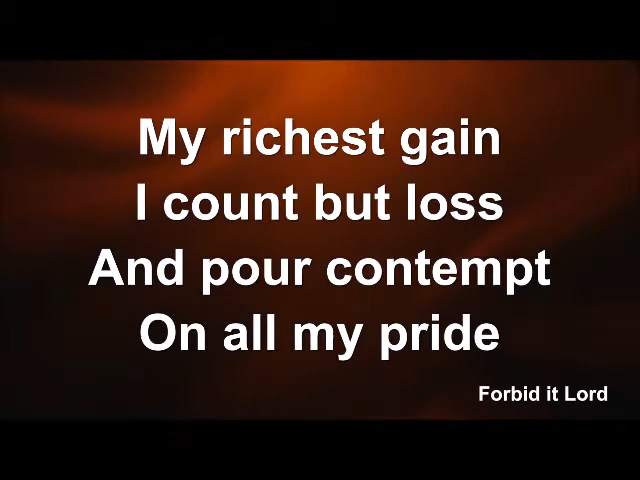 My richest gain
I count but loss
And pour contempt
On all my pride
Forbid it Lord